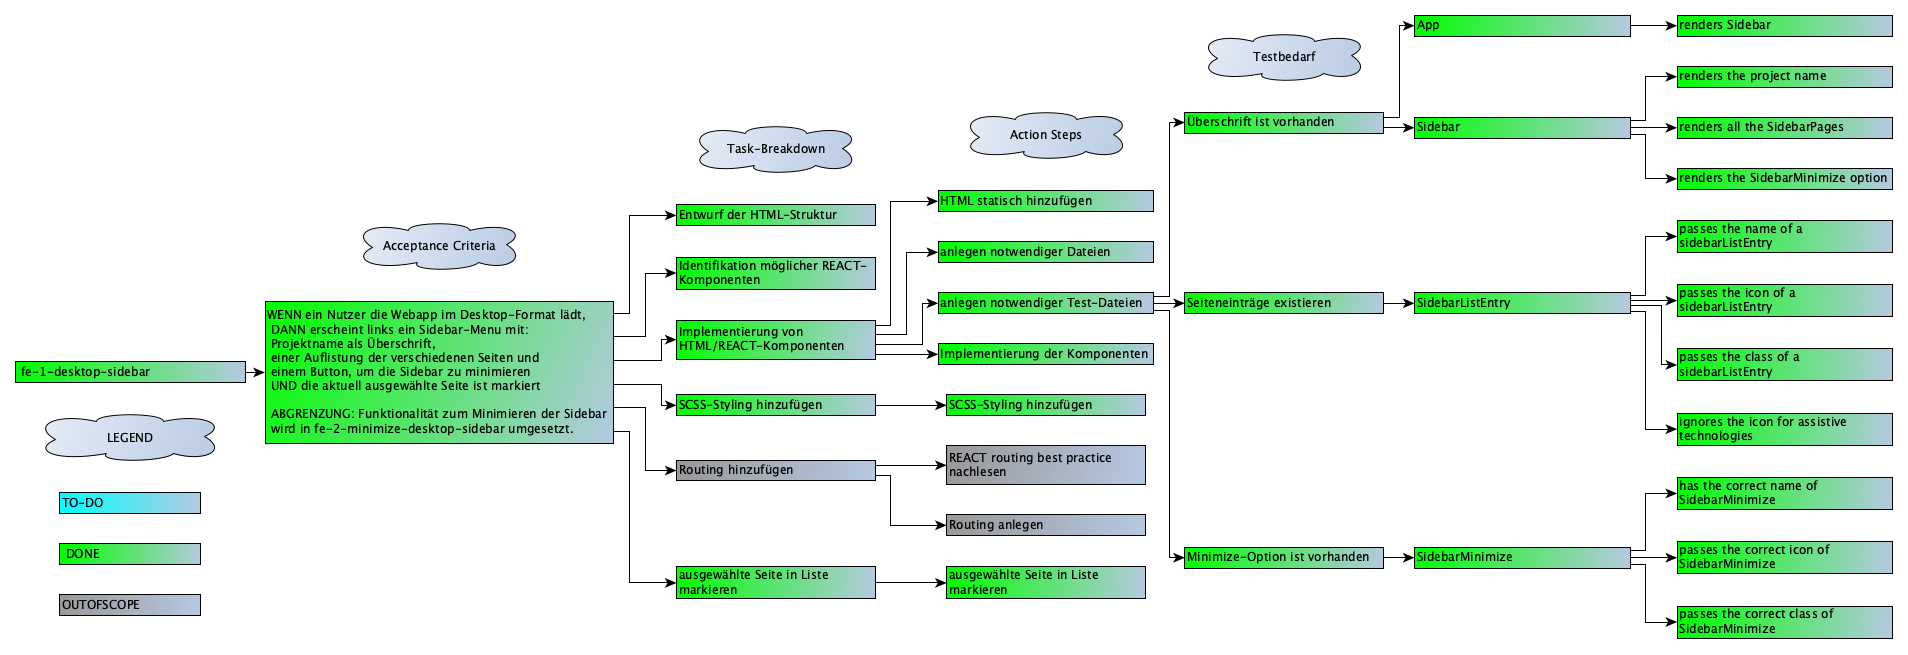 fe-1-desktop-sidebar
LEGEND
TO-DO
DONE
OUTOFSCOPE
Acceptance Criteria
WENN ein Nutzer die Webapp im Desktop-Format lädt,
DANN erscheint links ein Sidebar-Menu mit:
Projektname als Überschrift,
einer Auflistung der verschiedenen Seiten und
einem Button, um die Sidebar zu minimieren
UND die aktuell ausgewählte Seite ist markiert
ABGRENZUNG: Funktionalität zum Minimieren der Sidebar
wird in fe-2-minimize-desktop-sidebar umgesetzt.
Task-Breakdown
Entwurf der HTML-Struktur
Identifikation möglicher REACT-
Komponenten
Implementierung von
HTML/REACT-Komponenten
SCSS-Styling hinzufügen
Routing hinzufügen
ausgewählte Seite in Liste
markieren
Action Steps
HTML statisch hinzufügen
anlegen notwendiger Dateien
anlegen notwendiger Test-Dateien
Implementierung der Komponenten
SCSS-Styling hinzufügen
REACT routing best practice
nachlesen
Routing anlegen
ausgewählte Seite in Liste
markieren
Testbedarf
Überschrift ist vorhanden
Seiteneinträge existieren
Minimize-Option ist vorhanden
App
Sidebar
SidebarListEntry
SidebarMinimize
renders Sidebar
renders the project name
renders all the SidebarPages
renders the SidebarMinimize option
passes the name of a
sidebarListEntry
passes the icon of a
sidebarListEntry
passes the class of a
sidebarListEntry
ignores the icon for assistive
technologies
has the correct name of
SidebarMinimize
passes the correct icon of
SidebarMinimize
passes the correct class of
SidebarMinimize